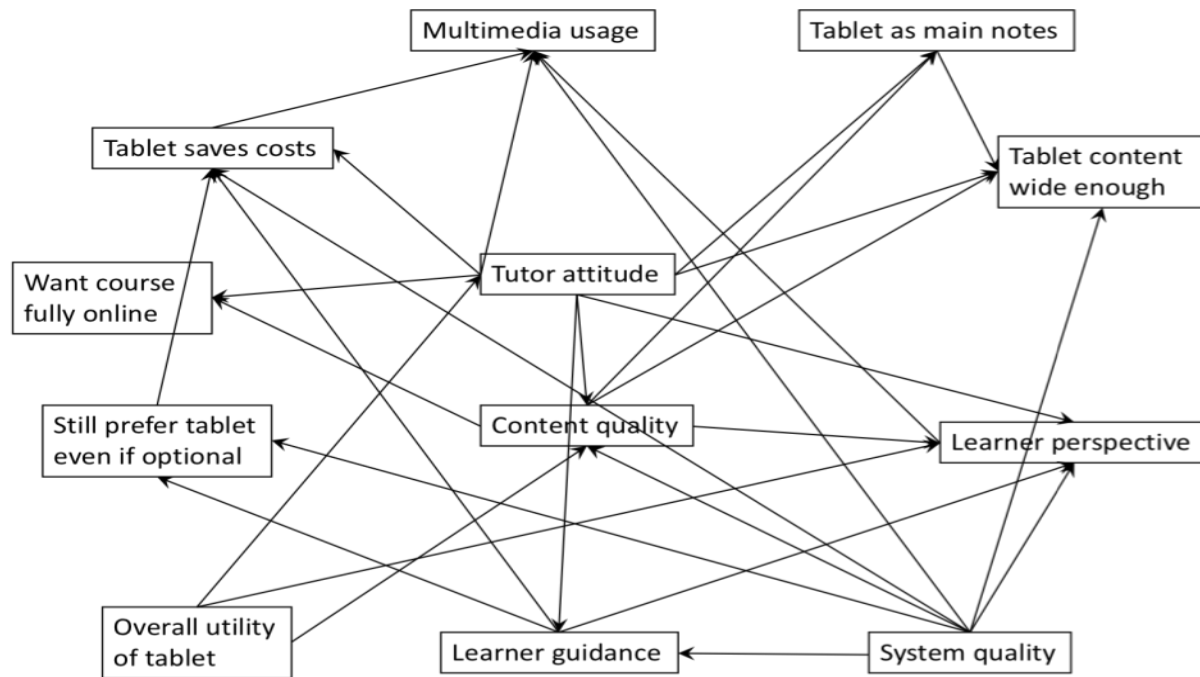 Multimedia usage
Tablet as main notes
Tablet saves costs
Tablet content
wide enough
Tutor attitude
Want course
fully online
Still prefer tablet
even if optional
Content quality
Learner perspective
Overall utility
of tablet
Learner guidance
System quality